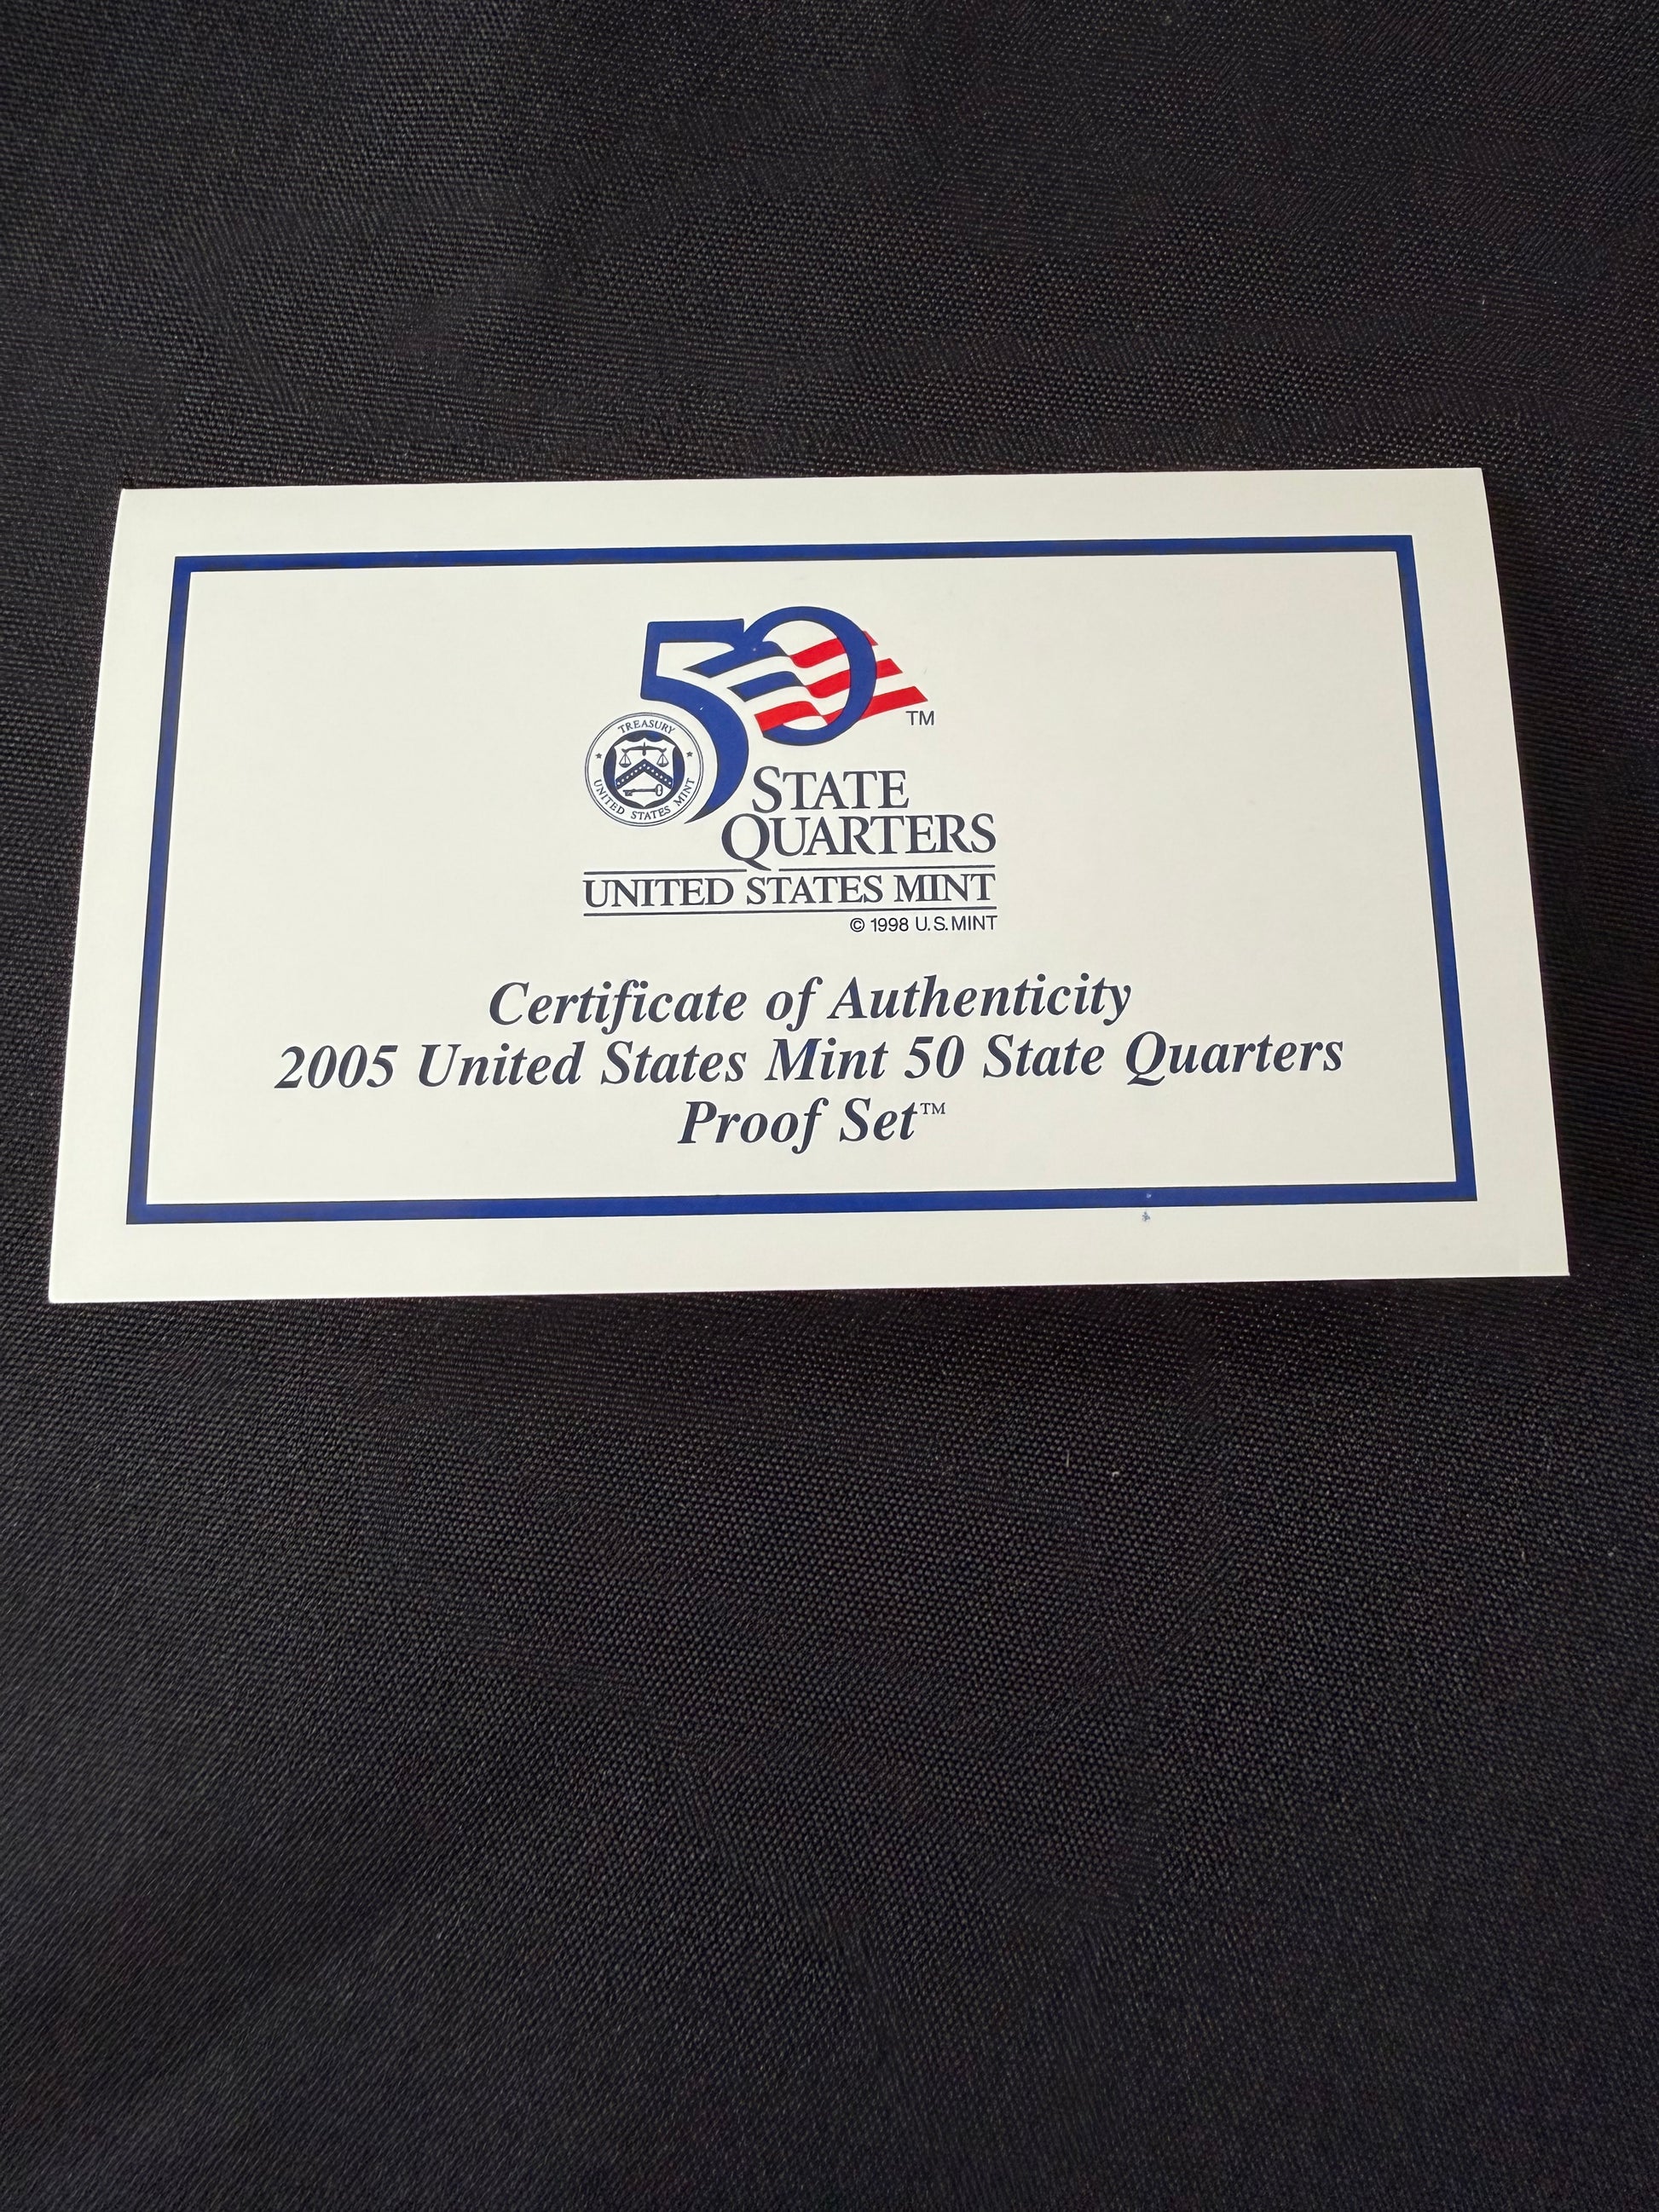 50
TM
TREASURY
UNITED STATES MINT
STATE
QUARTERS
UNITED STATES MINT
© 1998 U.S.MINT
Certificate of Authenticity
2005 United States Mint 50 State Quarters
Proof Set™